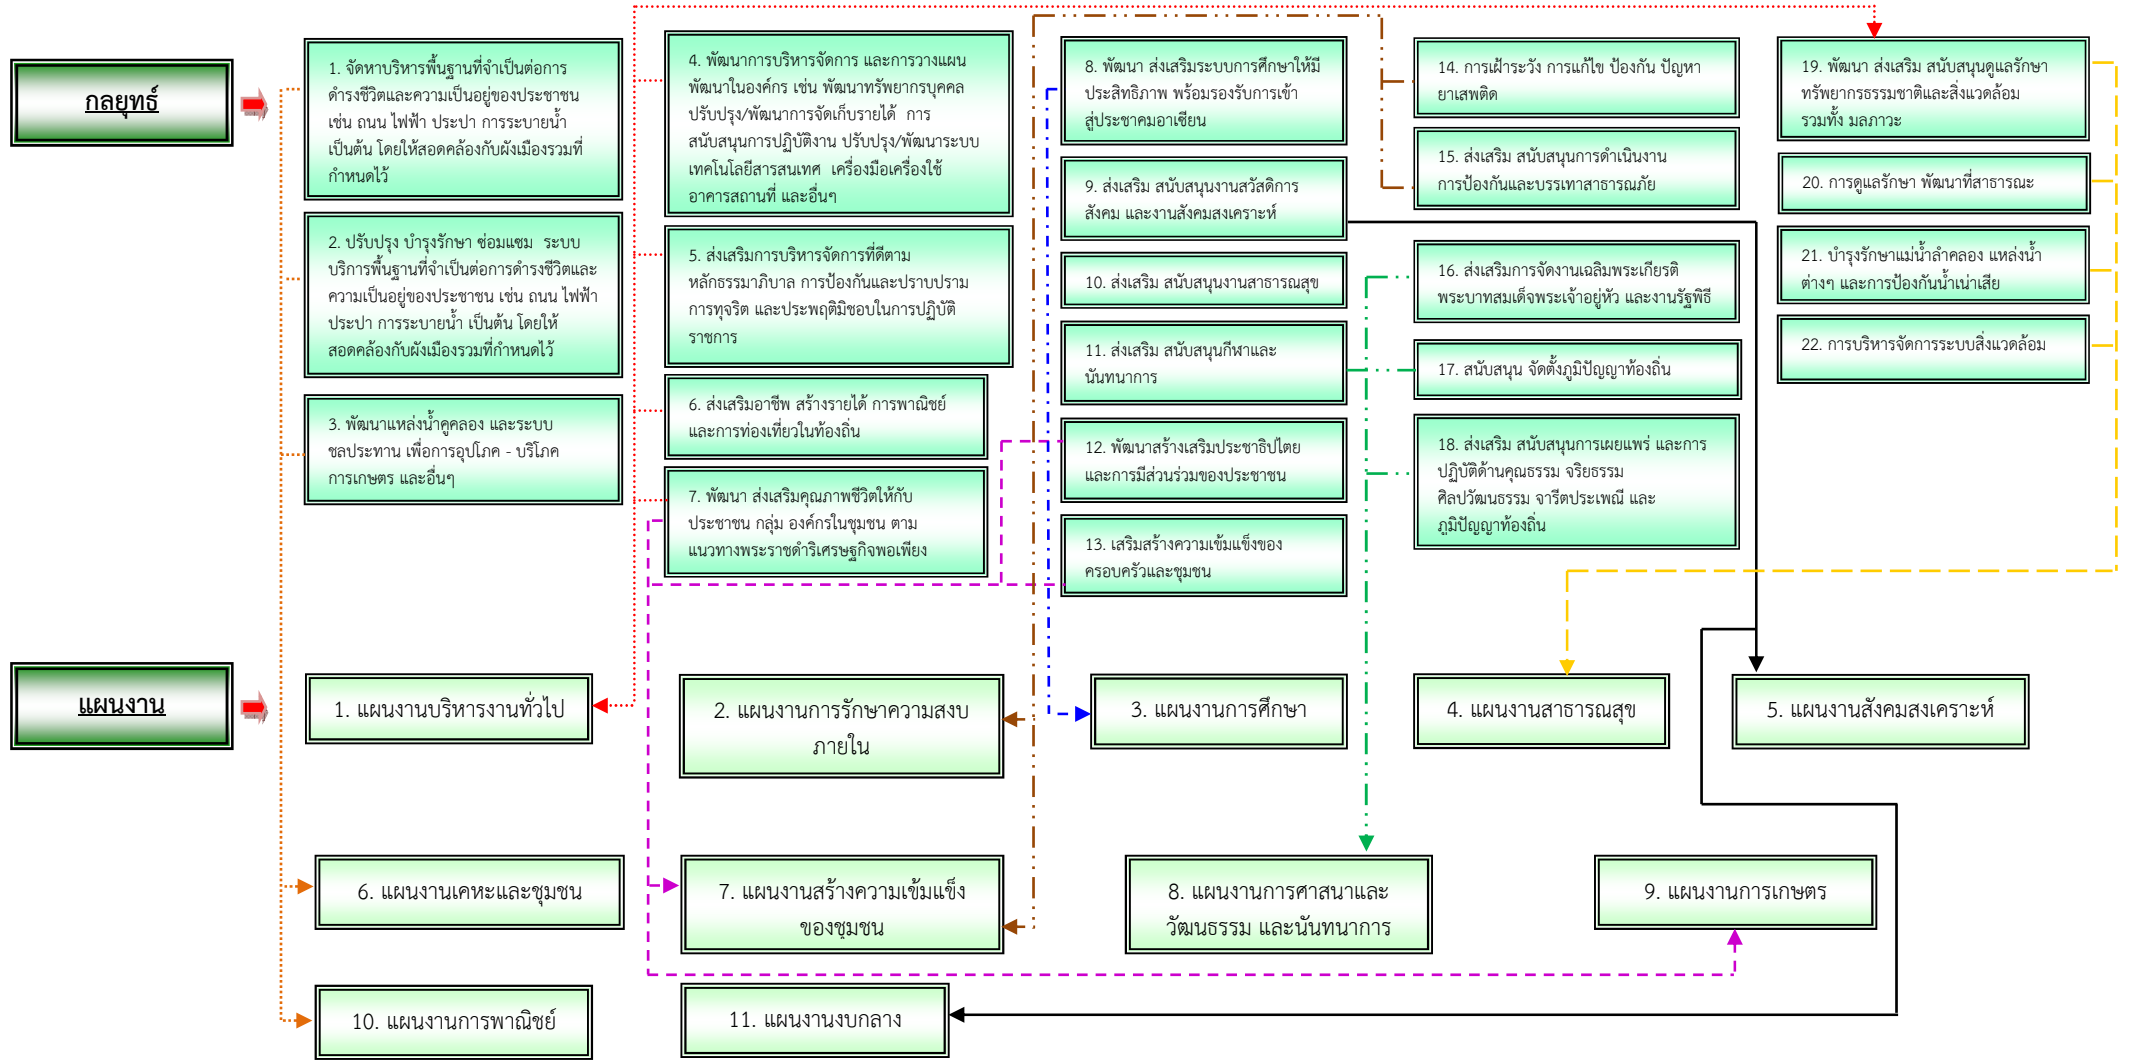 กลยุทธ์
1. จัดหาบริหารพื้นฐานที่จำเป็นต่อการ
ดำรงชีวิตและความเป็นอยู่ของประชาชน
เช่น ถนน ไฟฟ้า ประปา การระบายน้ำ
เป็นต้น โดยให้สอดคล้องกับผังเมืองรวมที่
กำหนดไว้
2. ปรับปรุง บำรุงรักษา ซ่อมแซม ระบบ
บริการพื้นฐานที่จำเป็นต่อการดำรงชีวิตและ
ความเป็นอยู่ของประชาชน เช่น ถนน ไฟฟ้า
ประปา การระบายน้ำ เป็นต้น โดยให้
สอดคล้องกับผังเมืองรวมที่กำหนดไว้
3. พัฒนาแหล่งน้ำคูคลอง และระบบ
ชลประทาน เพื่อการอุปโภค - บริโภค
การเกษตร และอื่นๆ
4. พัฒนาการบริหารจัดการ และการวางแผน
พัฒนาในองค์กร เช่น พัฒนาทรัพยากรบุคคล
ปรับปรุง/พัฒนาการจัดเก็บรายได้ การ
สนับสนุนการปฏิบัติงาน ปรับปรุง/พัฒนาระบบ
เทคโนโลยีสารสนเทศ เครื่องมือเครื่องใช้
อาคารสถานที่ และอื่นๆ
5. ส่งเสริมการบริหารจัดการที่ดีตาม
หลักธรรมาภิบาล การป้องกันและปราบปราม
การทุจริต และประพฤติมิชอบในการปฏิบัติ
ราชการ
6. ส่งเสริมอาชีพ สร้างรายได้ การพาณิชย์
และการท่องเที่ยวในท้องถิ่น
7. พัฒนา ส่งเสริมคุณภาพชีวิตให้กับ
ประชาชน กลุ่ม องค์กรในชุมชน ตาม
แนวทางพระราชดำริเศรษฐกิจพอเพียง
8. พัฒนา ส่งเสริมระบบการศึกษาให้มี
ประสิทธิภาพ พร้อมรองรับการเข้า
สู่ประชาคมอาเซียน
9. ส่งเสริม สนับสนุนงานสวัสดิการ
สังคม และงานสังคมสงเคราะห์
10. ส่งเสริม สนับสนุนงานสาธารณสุข
11. ส่งเสริม สนับสนุนกีฬาและ
นันทนาการ
12. พัฒนาสร้างเสริมประชาธิปไตย
และการมีส่วนร่วมของประชาชน
13. เสริมสร้างความเข้มแข็งของ
ครอบครัวและชุมชน
14. การเฝ้าระวัง การแก้ไข ป้องกัน ปัญหา
ยาเสพติด
15. ส่งเสริม สนับสนุนการดำเนินงาน
การป้องกันและบรรเทาสาธารณภัย
16. ส่งเสริมการจัดงานเฉลิมพระเกียรติ
พระบาทสมเด็จพระเจ้าอยู่หัว และงานรัฐพิธี
17. สนับสนุน จัดตั้งภูมิปัญญาท้องถิ่น
18. ส่งเสริม สนับสนุนการเผยแพร่ และการ
ปฏิบัติด้านคุณธรรม จริยธรรม
ศิลปวัฒนธรรม จารีตประเพณี และ
ภูมิปัญญาท้องถิ่น
19. พัฒนา ส่งเสริม สนับสนุนดูแลรักษา
ทรัพยากรธรรมชาติและสิ่งแวดล้อม
รวมทั้ง มลภาวะ
20. การดูแลรักษา พัฒนาที่สาธารณะ
21. บำรุงรักษาแม่น้ำลำคลอง แหล่งน้ำ
ต่างๆ และการป้องกันน้ำเน่าเสีย
22. การบริหารจัดการระบบสิ่งแวดล้อม
แผนงาน
1. แผนงานบริหารงานทั่วไป
2. แผนงานการรักษาความสงบ
ภายใน
3. แผนงานการศึกษา
4. แผนงานสาธารณสุข
5. แผนงานสังคมสงเคราะห์
6. แผนงานเคหะและชุมชน
7. แผนงานสร้างความเข้มแข็ง
ของชุมชน
8. แผนงานการศาสนาและ
วัฒนธรรม และนันทนาการ
9. แผนงานการเกษตร
10. แผนงานการพาณิชย์
11. แผนงานงบกลาง